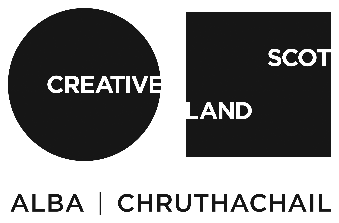 CREATIVE
SCOT
LAND
ALBA | CHRUTHACHAIL